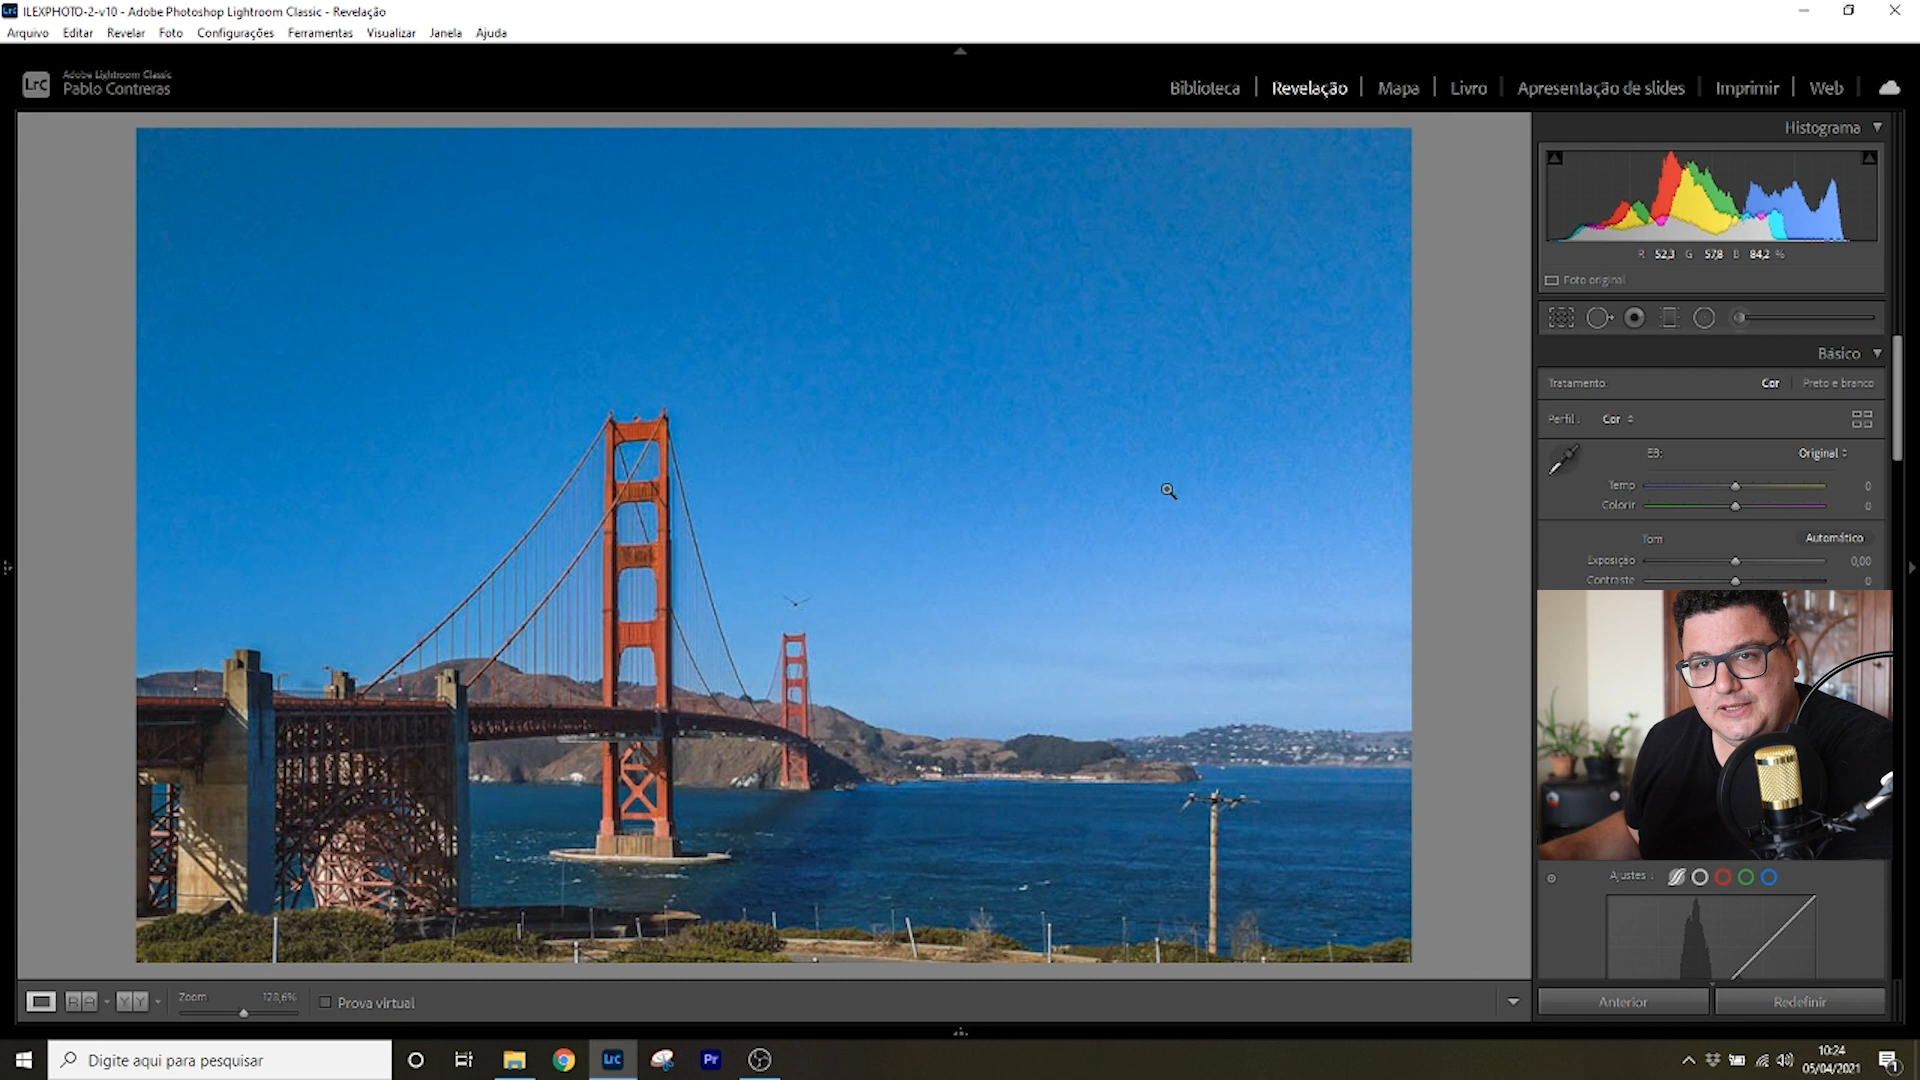 ILEXPHOTO-2-v10 - Adobe Photoshop Lightroom Classic - Revelação
Arquivo Editar Revelar Foto Configurações Ferramentas Visualizar Janela Ajuda
LrC
Adobe Lightroom Classic
Pablo Contreras
Biblioteca | Revelação | Mapa | Livro | Apresentação de slides | Imprimir | Web
Histograma
R 52,3 G 57,8 B 84,2 %
Foto original
Básico
Tratamento: Cor Preto e branco
Perfil: Cor
EB: Original
Temp 0
Colorir 0
Tom Automático
Exposição 0,00
Contraste 0
Ajustes:
R A Y Y Zoom 128,6% Prova virtual
Anterior Redefinir
Digite aqui para pesquisar
LrC Pr
10:24
05/04/2021
1